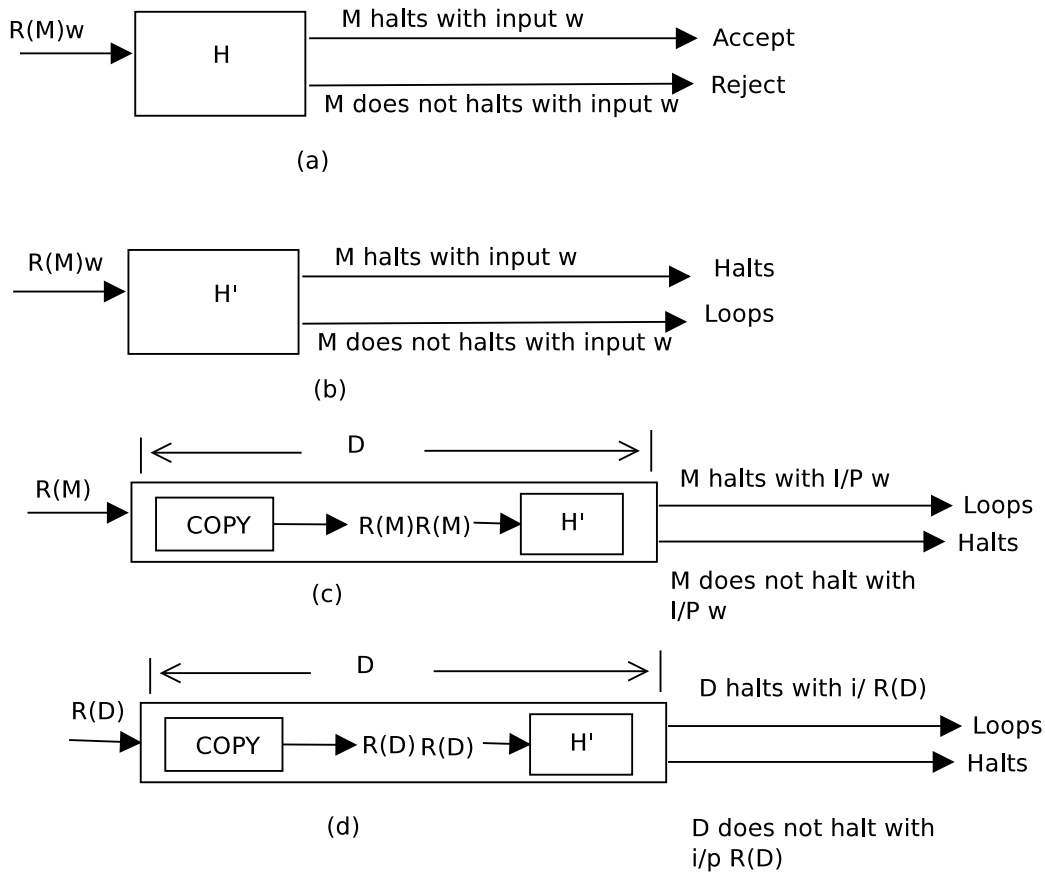 R(M)w
H
M halts with input w
Accept
M does not halts with input w
Reject
(a)
R(M)w
H'
M halts with input w
Halts
M does not halts with input w
Loops
(b)
D
R(M)
COPY
R(M)R(M)
H'
M halts with I/P w
Loops
Halts
M does not halt with
I/P w
(c)
D
R(D)
COPY
R(D) R(D)
H'
D halts with i/ R(D)
Loops
Halts
D does not halt with
i/p R(D)
(d)